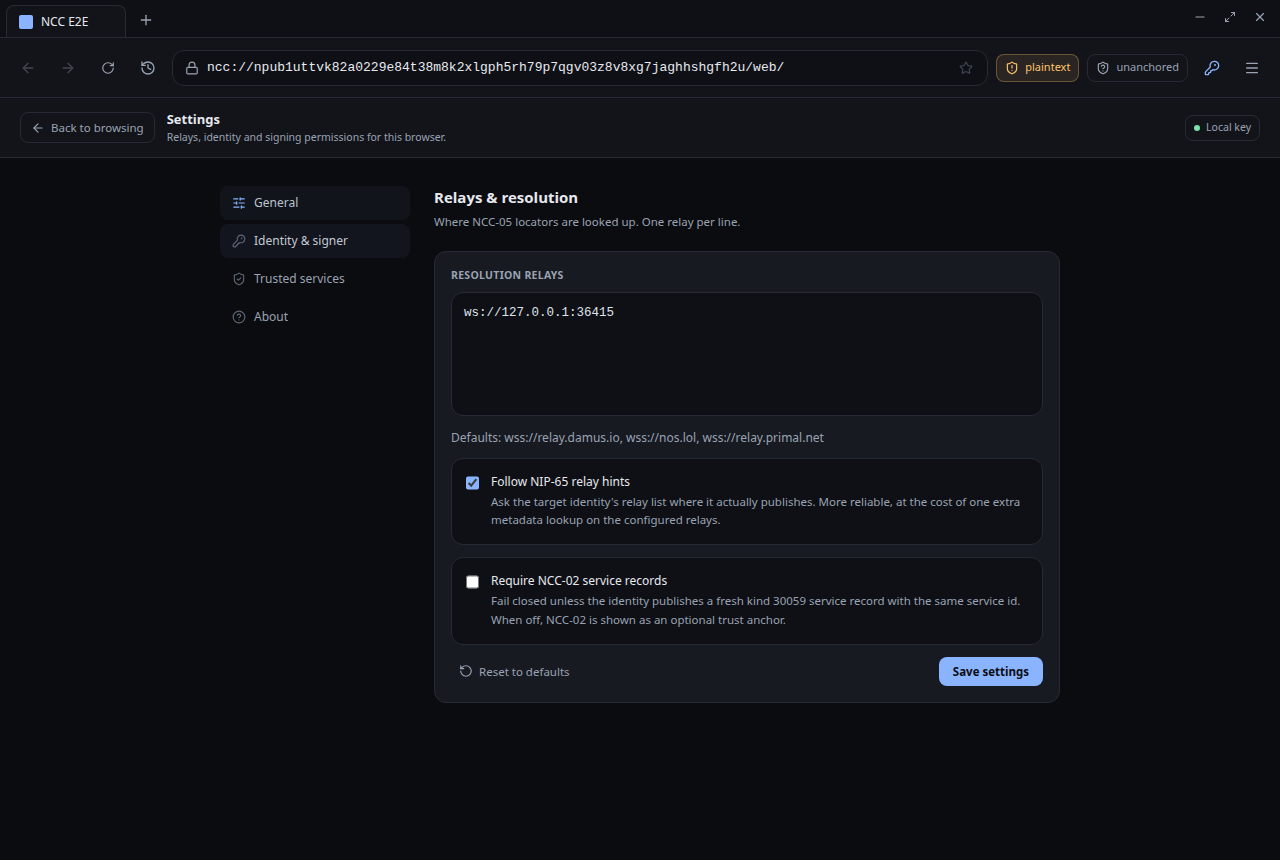 NCC E2E
ncc://npub1uttvk82a0229e84t38m8k2xlgph5rh79p7qgv03z8v8xg7jaghhshgfh2u/web/
plaintext
unanchored
Back to browsing
Settings
Relays, identity and signing permissions for this browser.
Local key
General
Identity & signer
Trusted services
About
Relays & resolution
Where NCC-05 locators are looked up. One relay per line.
RESOLUTION RELAYS
ws://127.0.0.1:36415
Defaults: wss://relay.damus.io, wss://nos.lol, wss://relay.primal.net
Follow NIP-65 relay hints
Ask the target identity's relay list where it actually publishes. More reliable, at the cost of one extra
metadata lookup on the configured relays.
Require NCC-02 service records
Fail closed unless the identity publishes a fresh kind 30059 service record with the same service id.
When off, NCC-02 is shown as an optional trust anchor.
Reset to defaults
Save settings